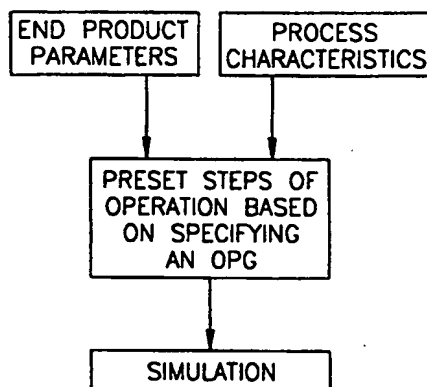 END PRODUCT
PARAMETERS
PROCESS
CHARACTERISTICS
PRESET STEPS OF
OPERATION BASED
ON SPECIFYING
AN OPG
SIMULATION